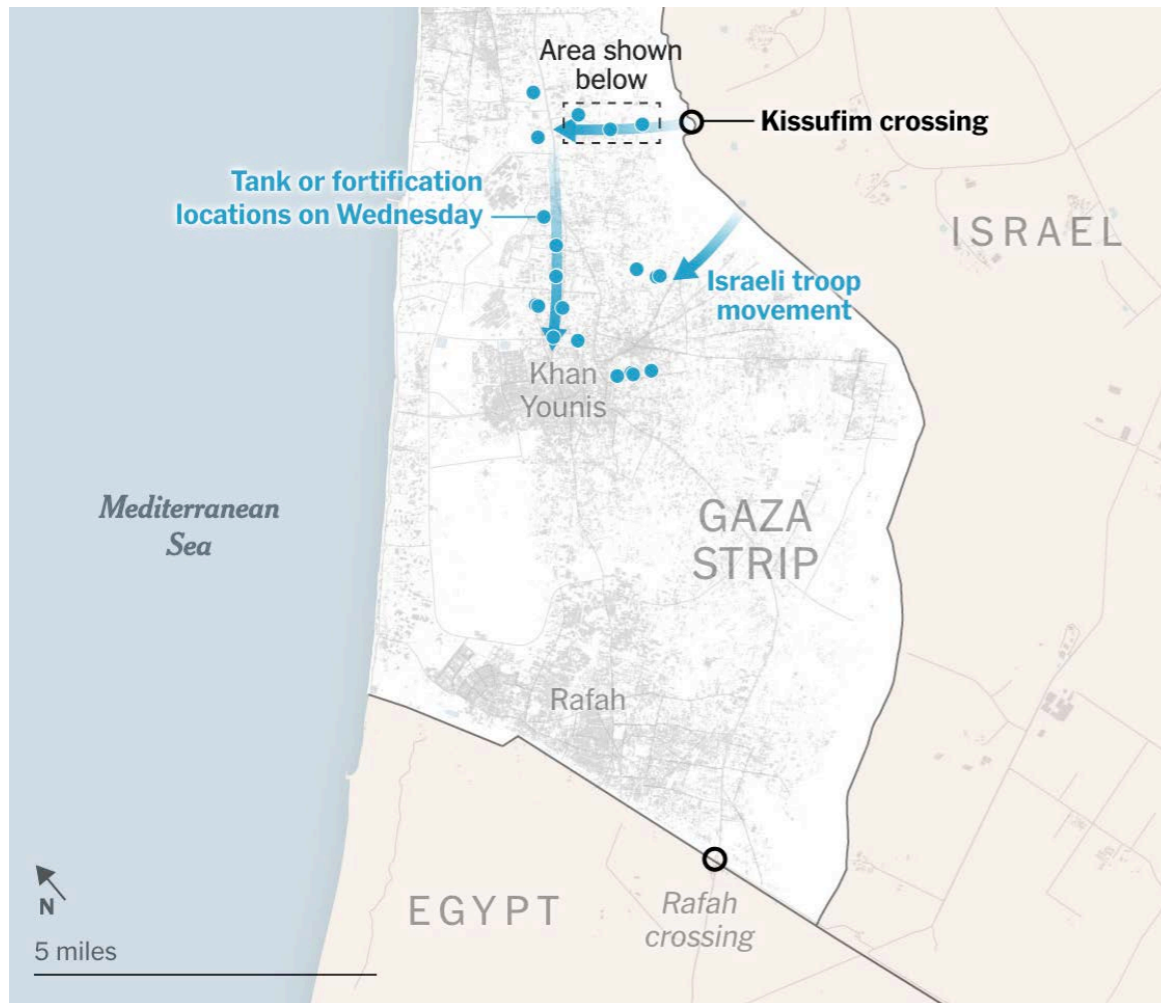 Area shown
below
Kissufim crossing
Tank or fortification
locations on Wednesday
ISRAEL
Israeli troop
movement
Khan
Younis
Mediterranean
Sea
GAZA
STRIP
Rafah
N
EGYPT
Rafah
crossing
5 miles